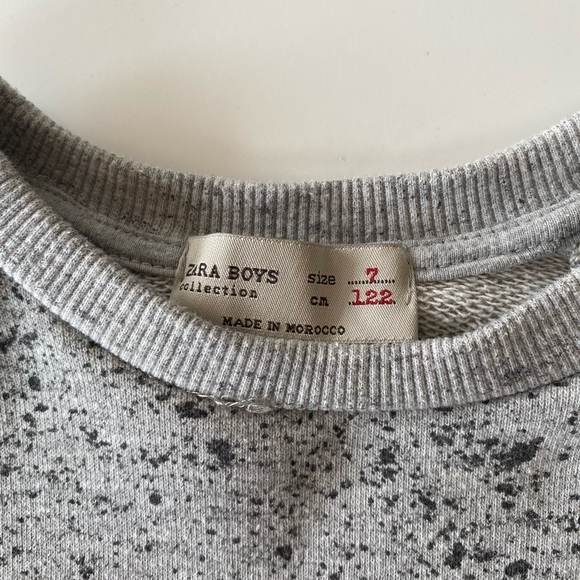 ZARA BOYS size 7
collection cm 122
MADE IN MOROCCO